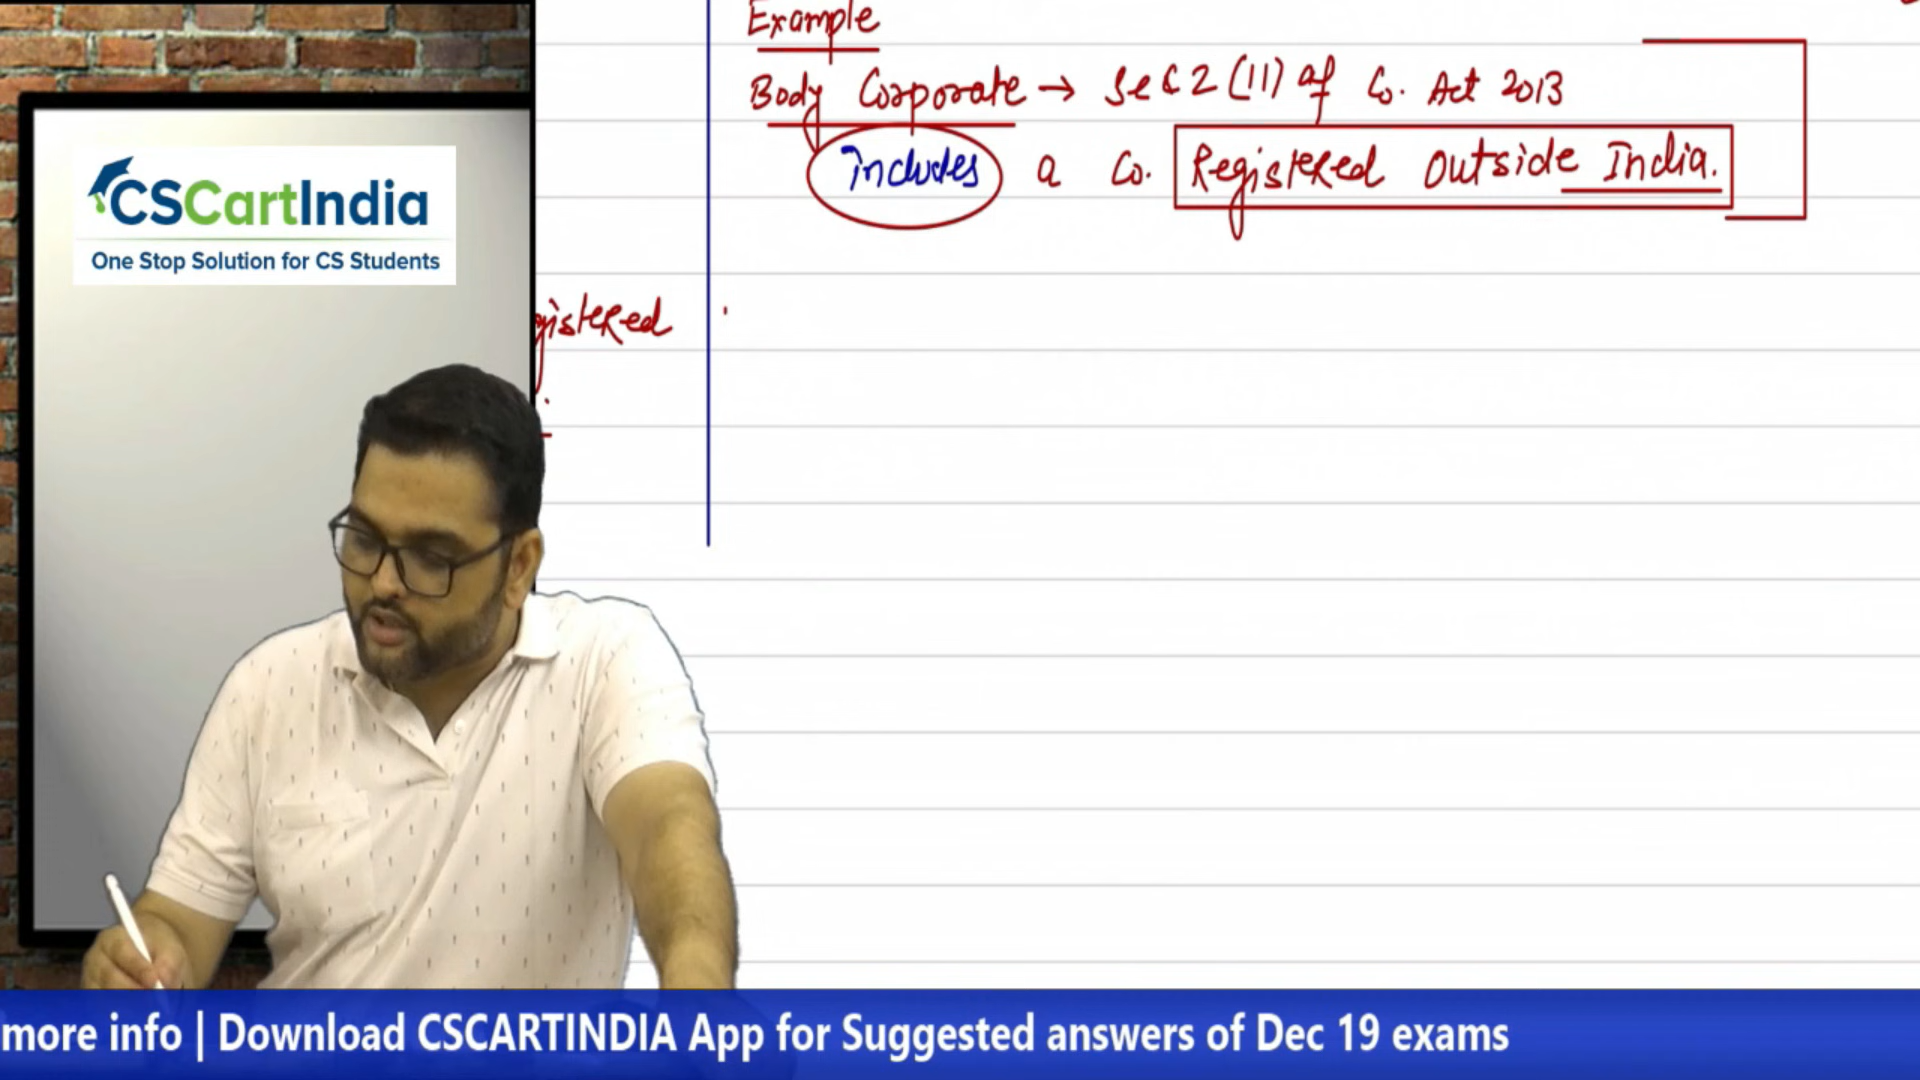 CSCartIndia
One Stop Solution for CS Students
Example
Body Corporate → Sec 2 (11) of Co. Act 2013
includes a Co. Registered Outside India.
gistered
more info | Download CSCARTINDIA App for Suggested answers of Dec 19 exams